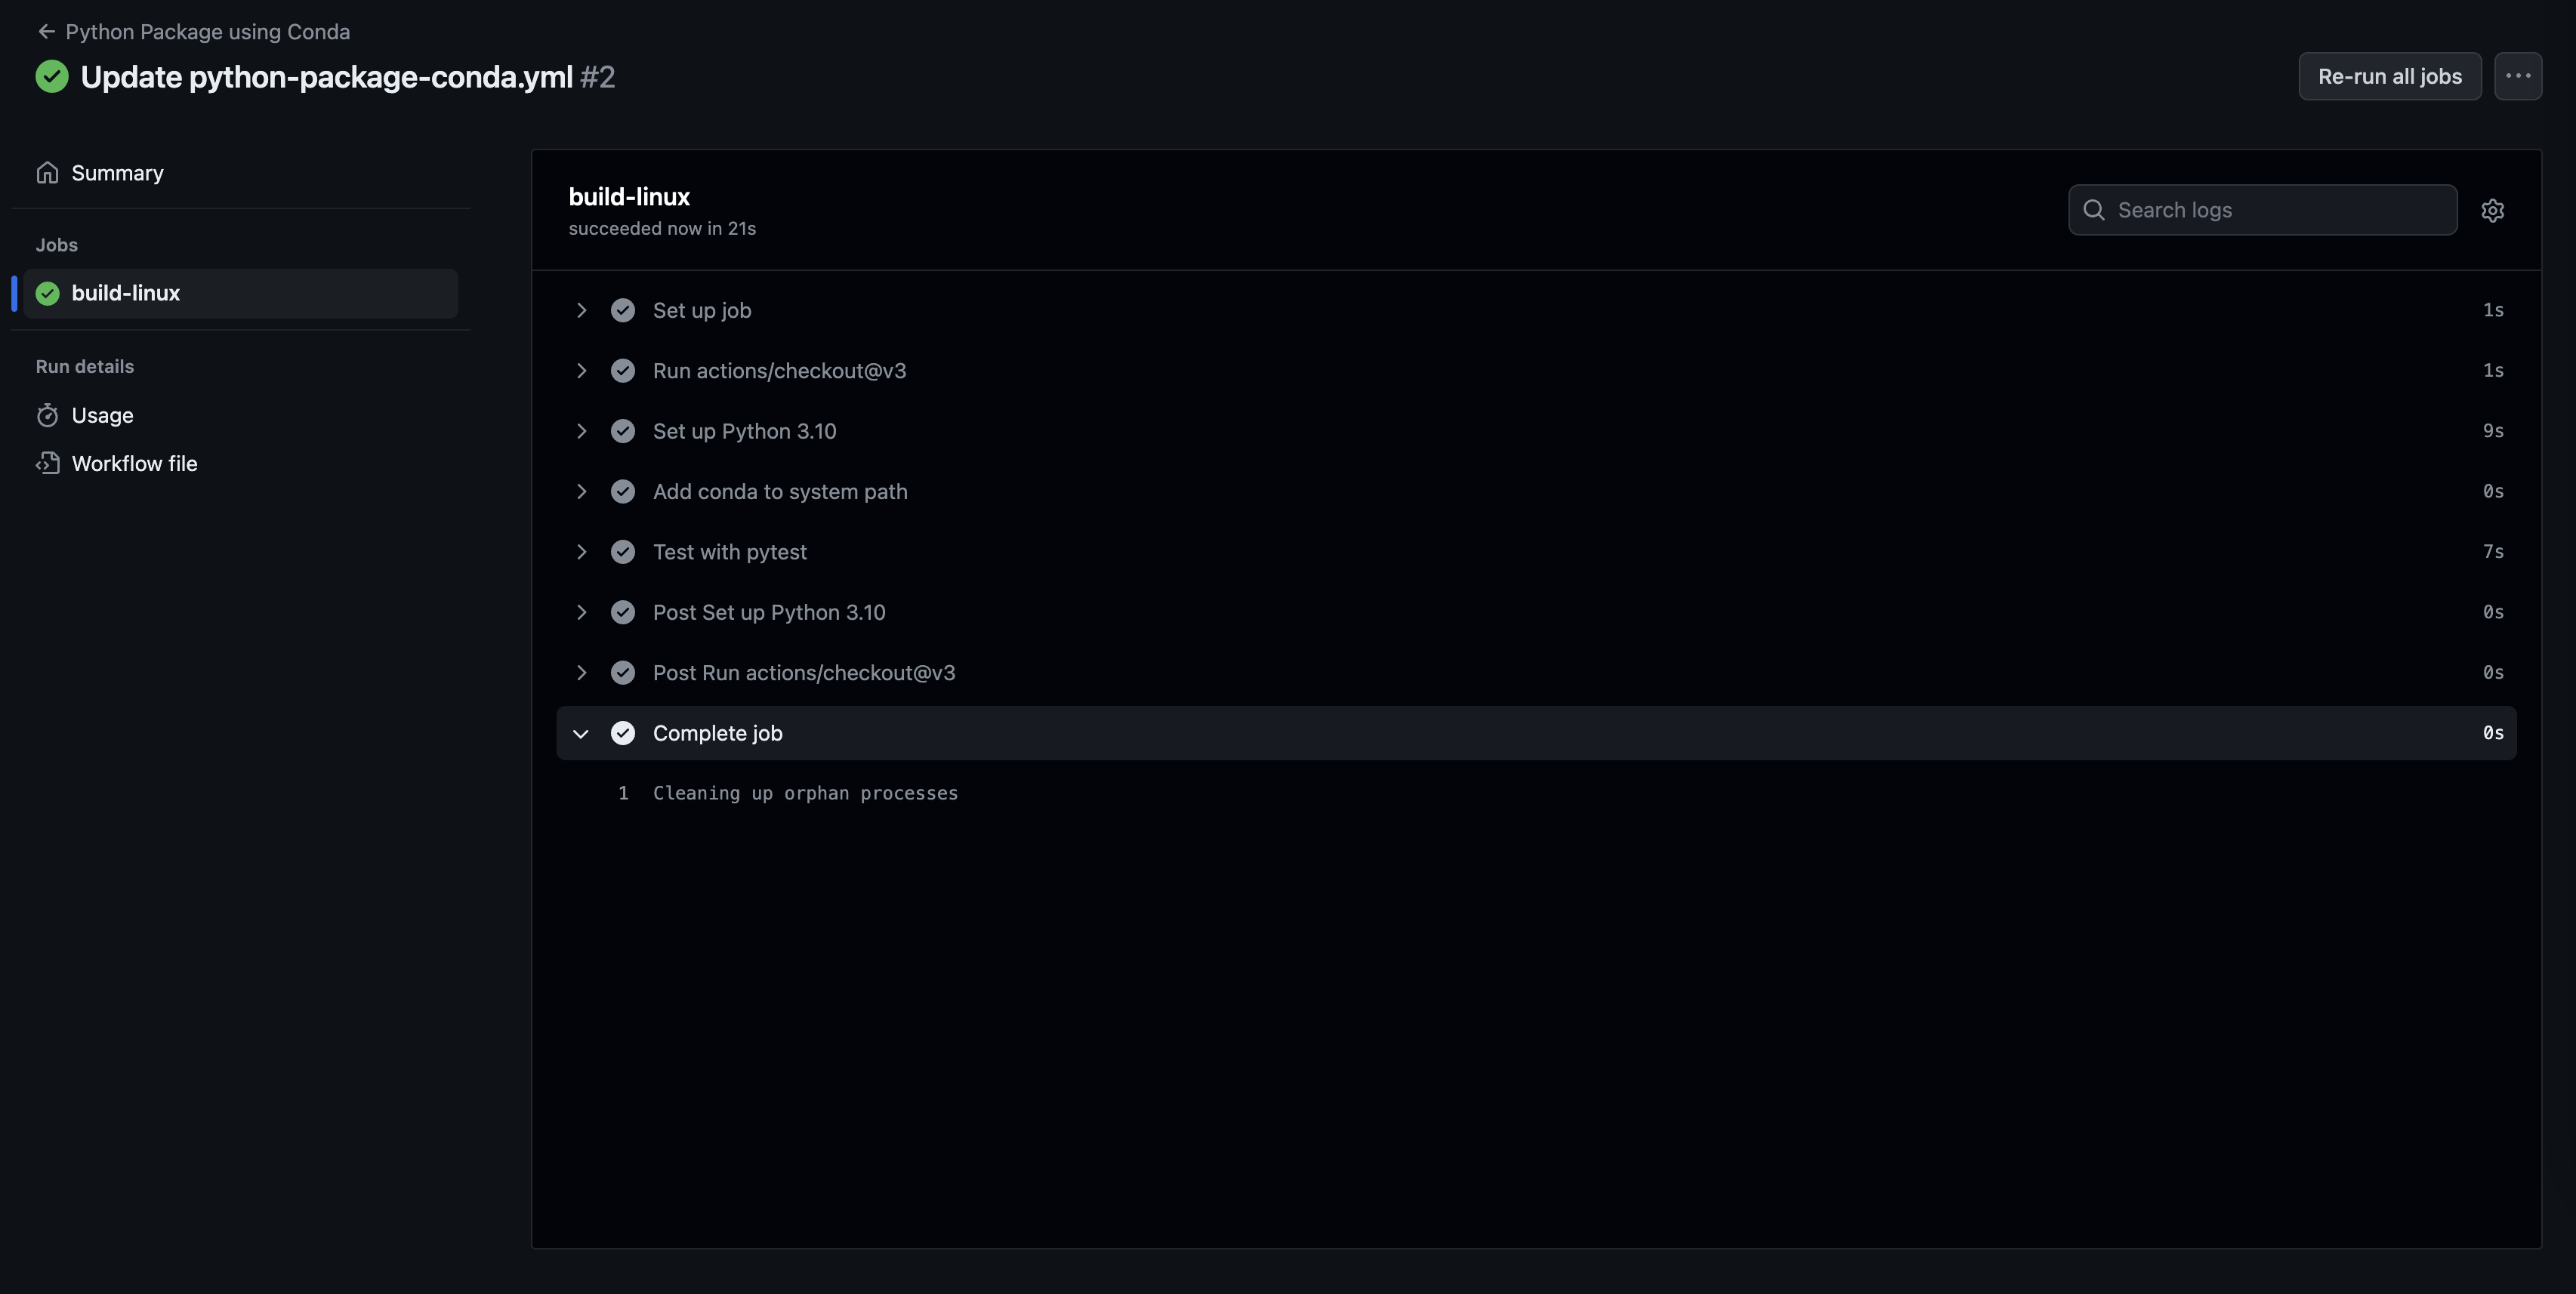 Python Package using Conda
Update python-package-conda.yml #2
Re-run all jobs
Summary
Jobs
build-linux
Run details
Usage
Workflow file
build-linux
succeeded now in 21s
Search logs
Set up job 1s
Run actions/checkout@v3 1s
Set up Python 3.10 9s
Add conda to system path 0s
Test with pytest 7s
Post Set up Python 3.10 0s
Post Run actions/checkout@v3 0s
Complete job 0s
1 Cleaning up orphan processes